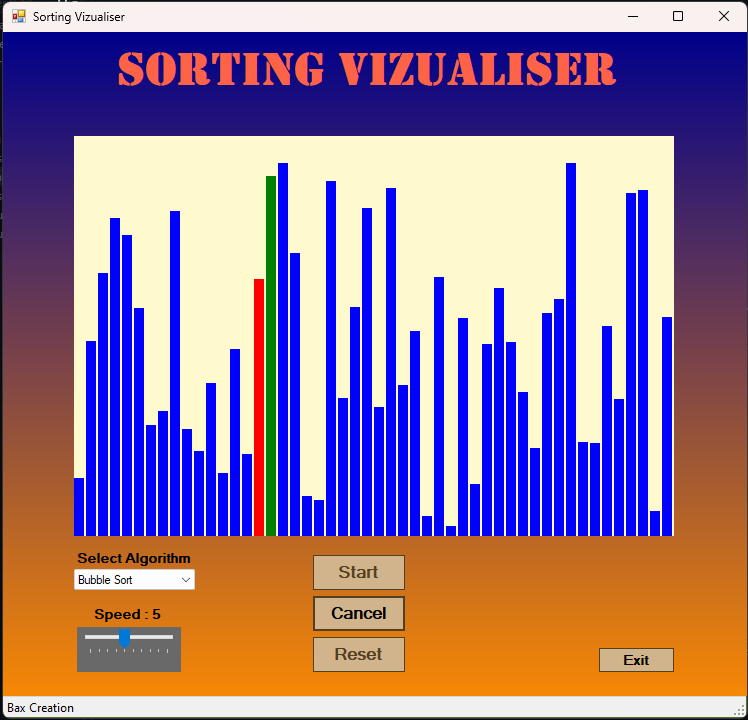 Sorting Vizualiser
SORTING VIZUALISER
Select Algorithm
Bubble Sort
Speed : 5
Start
Cancel
Reset
Exit
Bax Creation